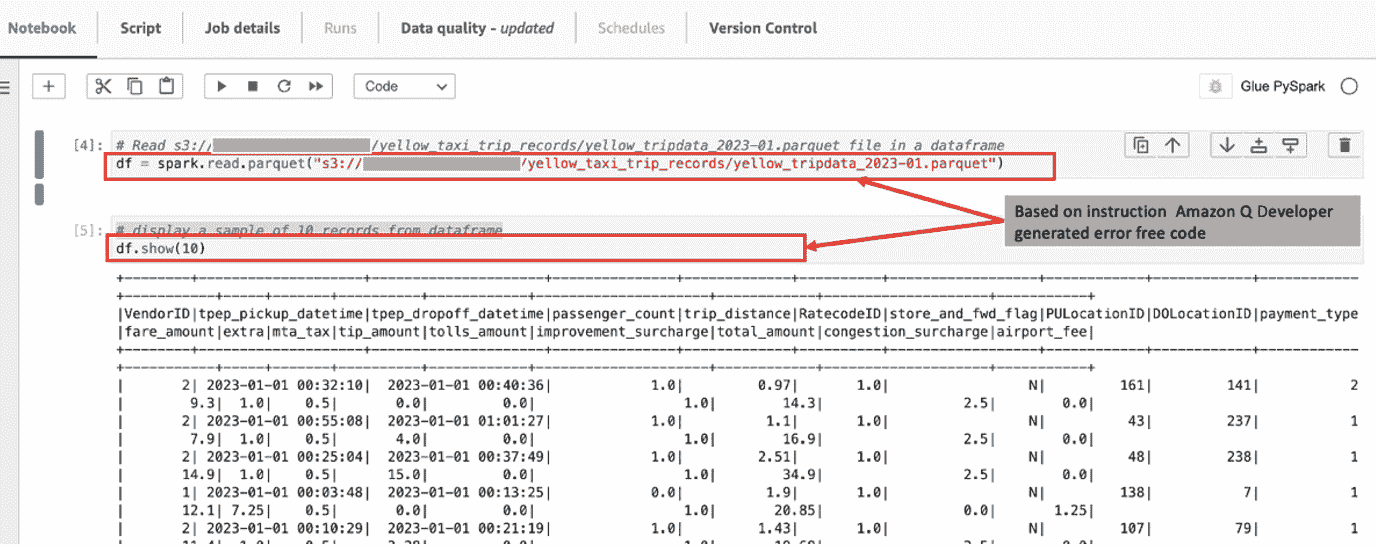 Notebook Script Job details Runs Data quality - updated Schedules Version Control
Code Glue PySpark
[4]: # Read s3:// /yellow_taxi_trip_records/yellow_tripdata_2023-01.parquet file in a dataframe
df = spark.read.parquet("s3:// /yellow_taxi_trip_records/yellow_tripdata_2023-01.parquet")
Based on instruction Amazon Q Developer
generated error free code
[5]: # display a sample of 10 records from dataframe
df.show(10)
+--------+--------------------+---------------------+---------------+-------------+----------+------------------+------------+------------+------------
+-----------+-----+-------+----------+------------+---------------------+------------+--------------------+-----------+
|VendorID|tpep_pickup_datetime|tpep_dropoff_datetime|passenger_count|trip_distance|RatecodeID|store_and_fwd_flag|PULocationID|DOLocationID|payment_type
|fare_amount|extra|mta_tax|tip_amount|tolls_amount|improvement_surcharge|total_amount|congestion_surcharge|airport_fee|
+--------+--------------------+---------------------+---------------+-------------+----------+------------------+------------+------------+------------
+-----------+-----+-------+----------+------------+---------------------+------------+--------------------+-----------+
| 2| 2023-01-01 00:32:10| 2023-01-01 00:40:36| 1.0| 0.97| 1.0| N| 161| 141| 2
| 9.3| 1.0| 0.5| 0.0| 0.0| 1.0| 14.3| 2.5| 0.0|
| 2| 2023-01-01 00:55:08| 2023-01-01 01:01:27| 1.0| 1.1| 1.0| N| 43| 237| 1
| 7.9| 1.0| 0.5| 4.0| 0.0| 1.0| 16.9| 2.5| 0.0|
| 2| 2023-01-01 00:25:04| 2023-01-01 00:37:49| 1.0| 2.51| 1.0| N| 48| 238| 1
| 14.9| 1.0| 0.5| 15.0| 0.0| 1.0| 34.9| 2.5| 0.0|
| 1| 2023-01-01 00:03:48| 2023-01-01 00:13:25| 0.0| 1.9| 1.0| N| 138| 7| 1
| 12.1| 7.25| 0.5| 0.0| 0.0| 1.0| 20.85| 0.0| 1.25|
| 2| 2023-01-01 00:10:29| 2023-01-01 00:21:19| 1.0| 1.43| 1.0| N| 107| 79| 1